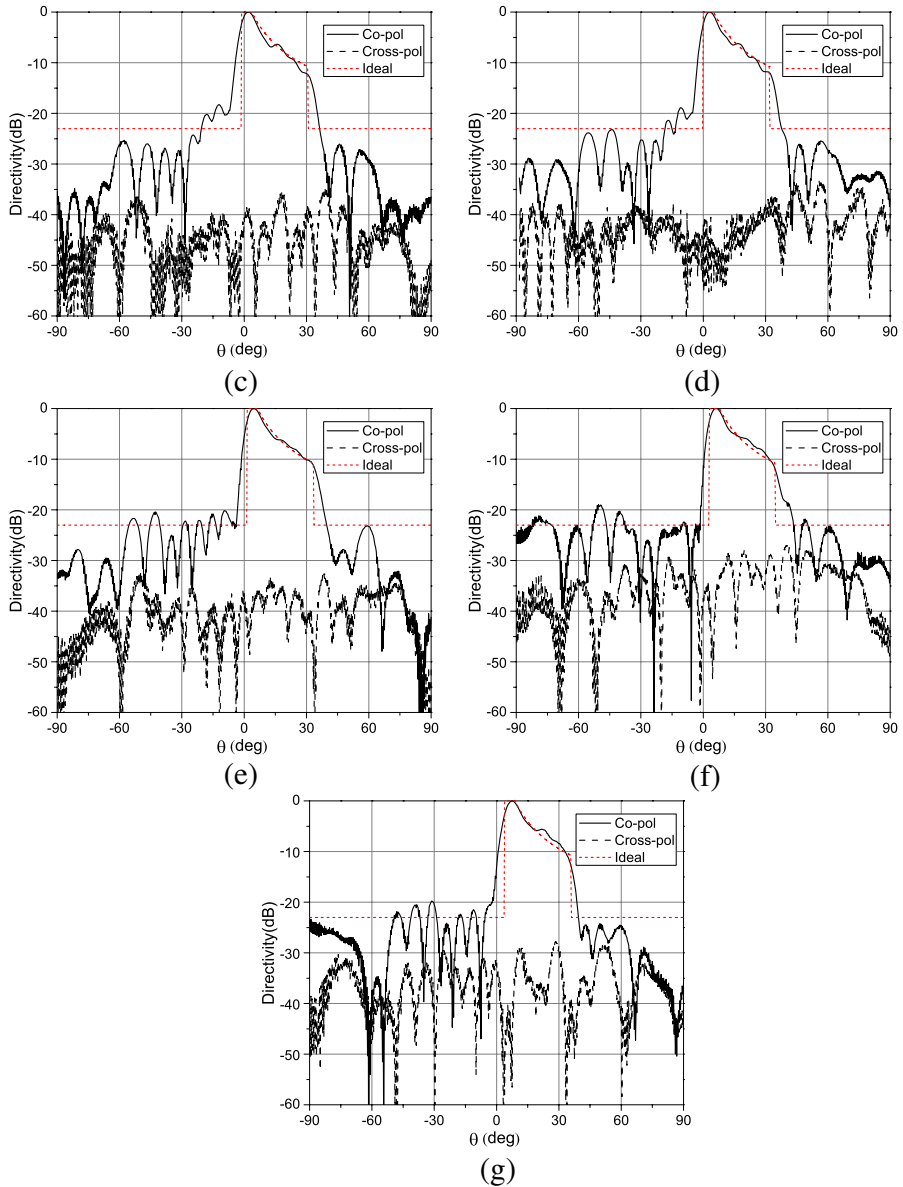 0
-10
-20
-30
-40
-50
-60
Directivity(dB)
Co-pol
Cross-pol
Ideal
-90 -60 -30 0 30 60 90
θ (deg)
(c)
0
-10
-20
-30
-40
-50
-60
Directivity(dB)
Co-pol
Cross-pol
Ideal
-90 -60 -30 0 30 60 90
θ (deg)
(d)
0
-10
-20
-30
-40
-50
-60
Directivity(dB)
Co-pol
Cross-pol
Ideal
-90 -60 -30 0 30 60 90
θ (deg)
(e)
0
-10
-20
-30
-40
-50
-60
Directivity(dB)
Co-pol
Cross-pol
Ideal
-90 -60 -30 0 30 60 90
θ (deg)
(f)
0
-10
-20
-30
-40
-50
-60
Directivity(dB)
Co-pol
Cross-pol
Ideal
-90 -60 -30 0 30 60 90
θ (deg)
(g)